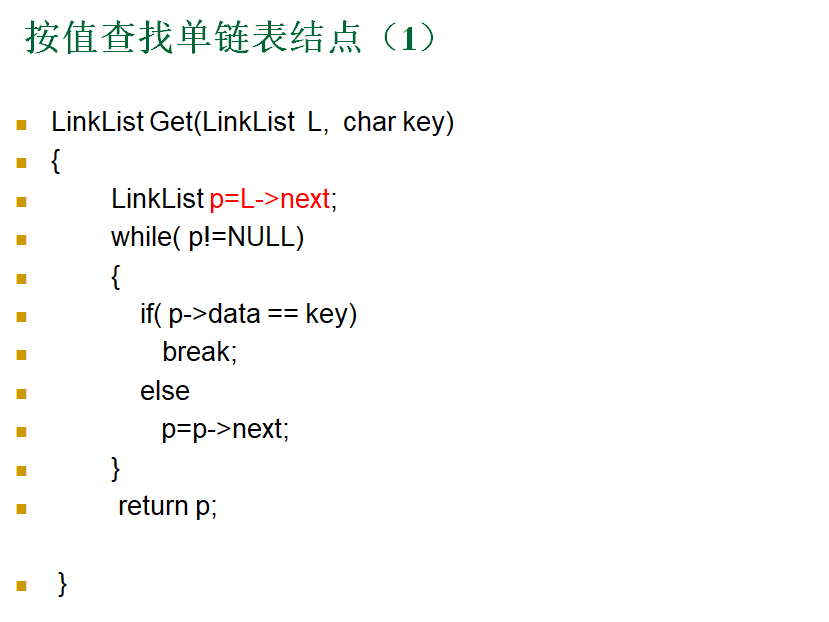 按值查找单链表结点（1）
LinkList Get(LinkList L, char key)
{
LinkList p=L->next;
while( p!=NULL)
{
if( p->data == key)
break;
else
p=p->next;
}
return p;
}